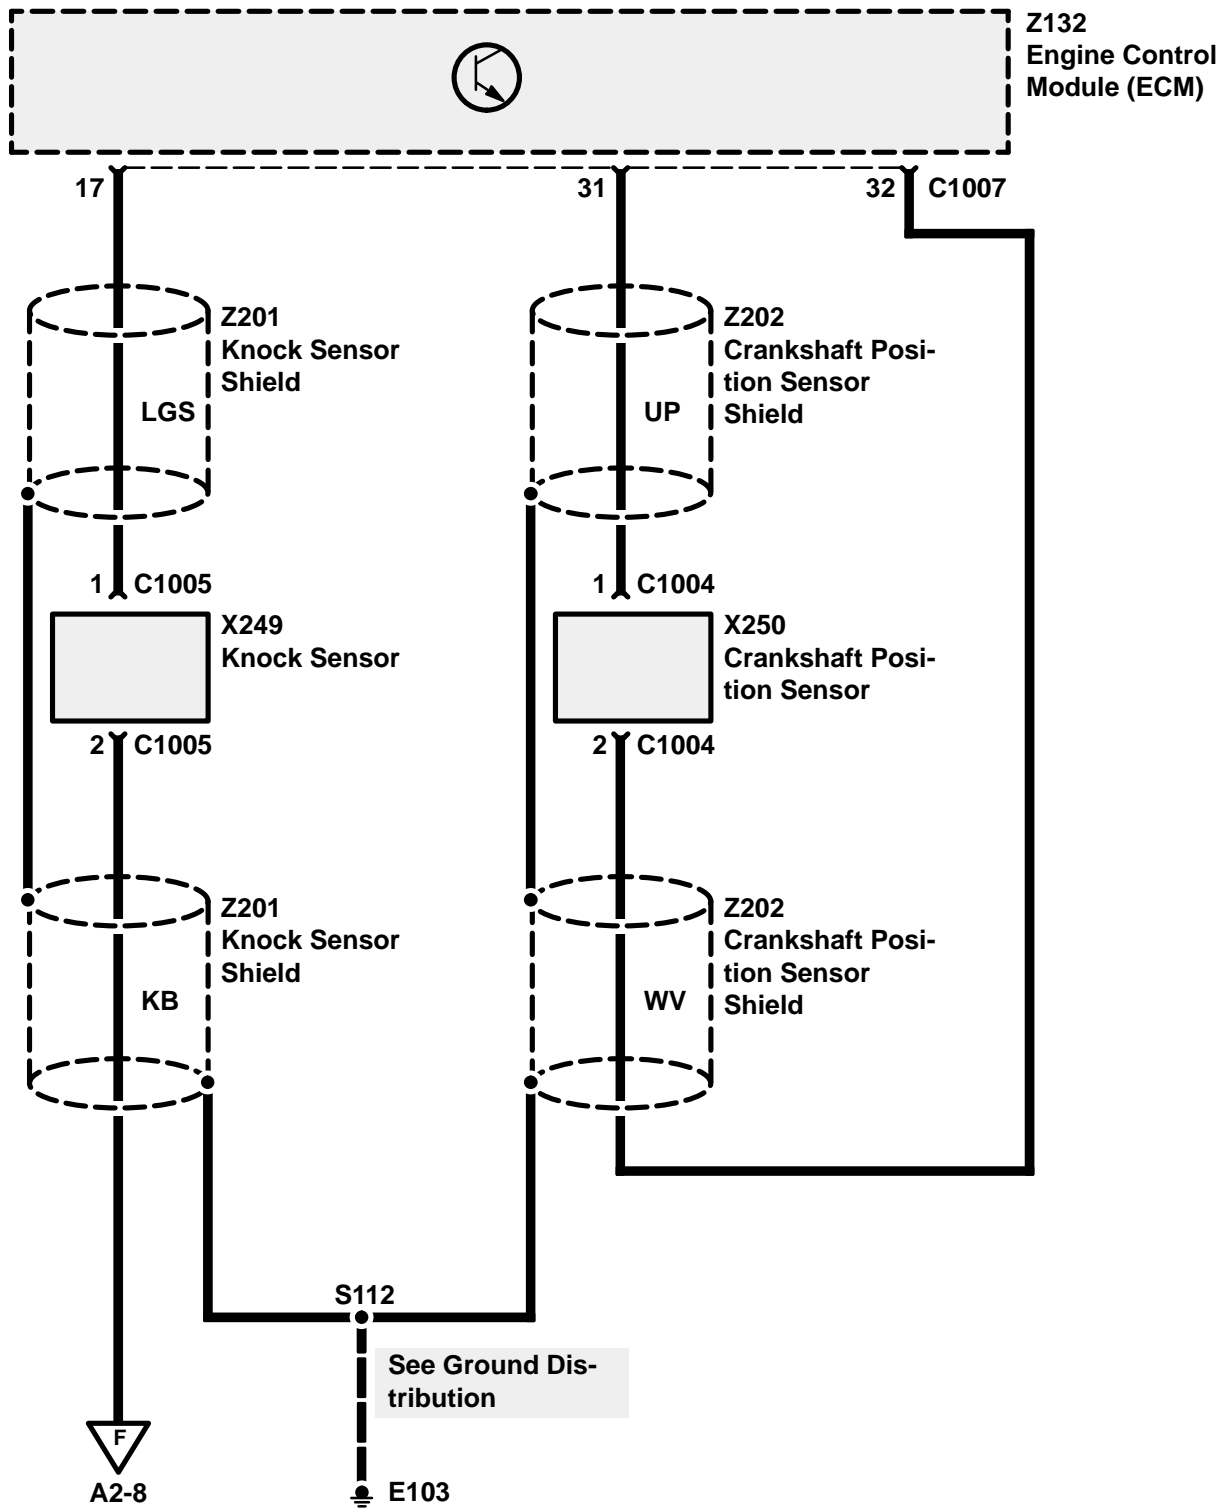 Z132
Engine Control
Module (ECM)
17
31
32
C1007
Z201
Knock Sensor
Shield
LGS
Z202
Crankshaft Posi-
tion Sensor
Shield
UP
1
C1005
1
C1004
X249
Knock Sensor
X250
Crankshaft Posi-
tion Sensor
2
C1005
2
C1004
Z201
Knock Sensor
Shield
KB
Z202
Crankshaft Posi-
tion Sensor
Shield
WV
S112
See Ground Dis-
tribution
F
A2-8
E103